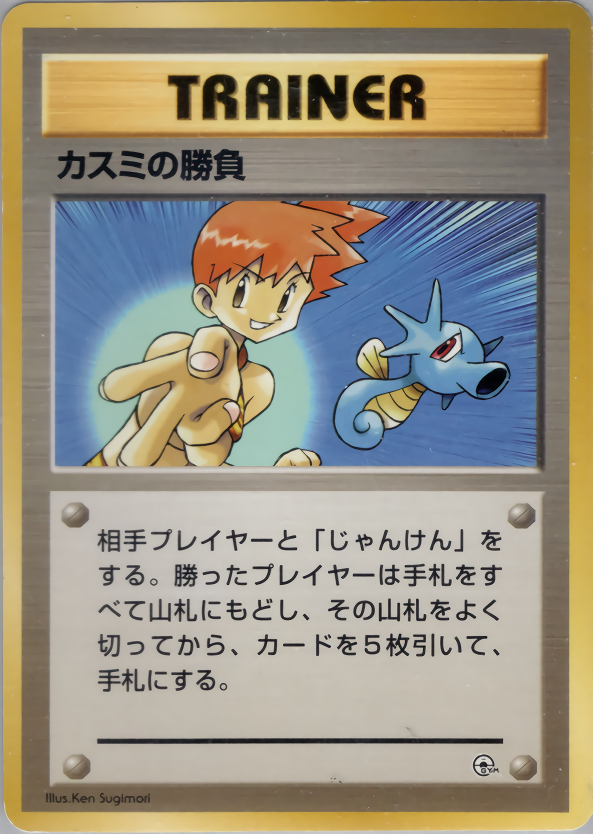 TRAINER
カスミの勝負
相手プレイヤーと「じゃんけん」を
する。勝ったプレイヤーは手札をす
べて山札にもどし、その山札をよく
切ってから、カードを5枚引いて、
手札にする。
GYM
Illus.Ken Sugimori